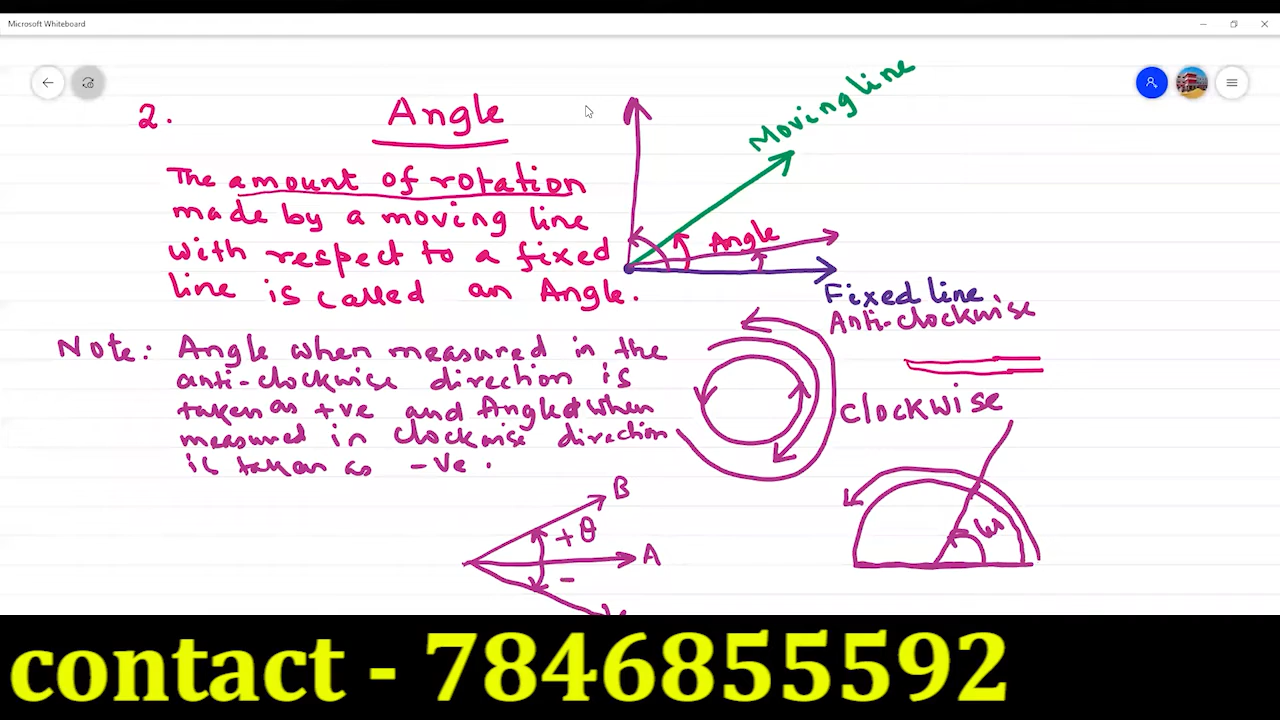 Microsoft Whiteboard
2.
Angle
The amount of rotation
made by a moving line
with respect to a fixed
line is called an Angle.
Moving line
Angle
Fixed line
Anti-clockwise
Note: Angle when measured in the
anti-clockwise direction is
taken as +ve and Angle when
measured in clockwise direction
is taken as -ve.
clockwise
B
+θ
A
-
contact - 7846855592